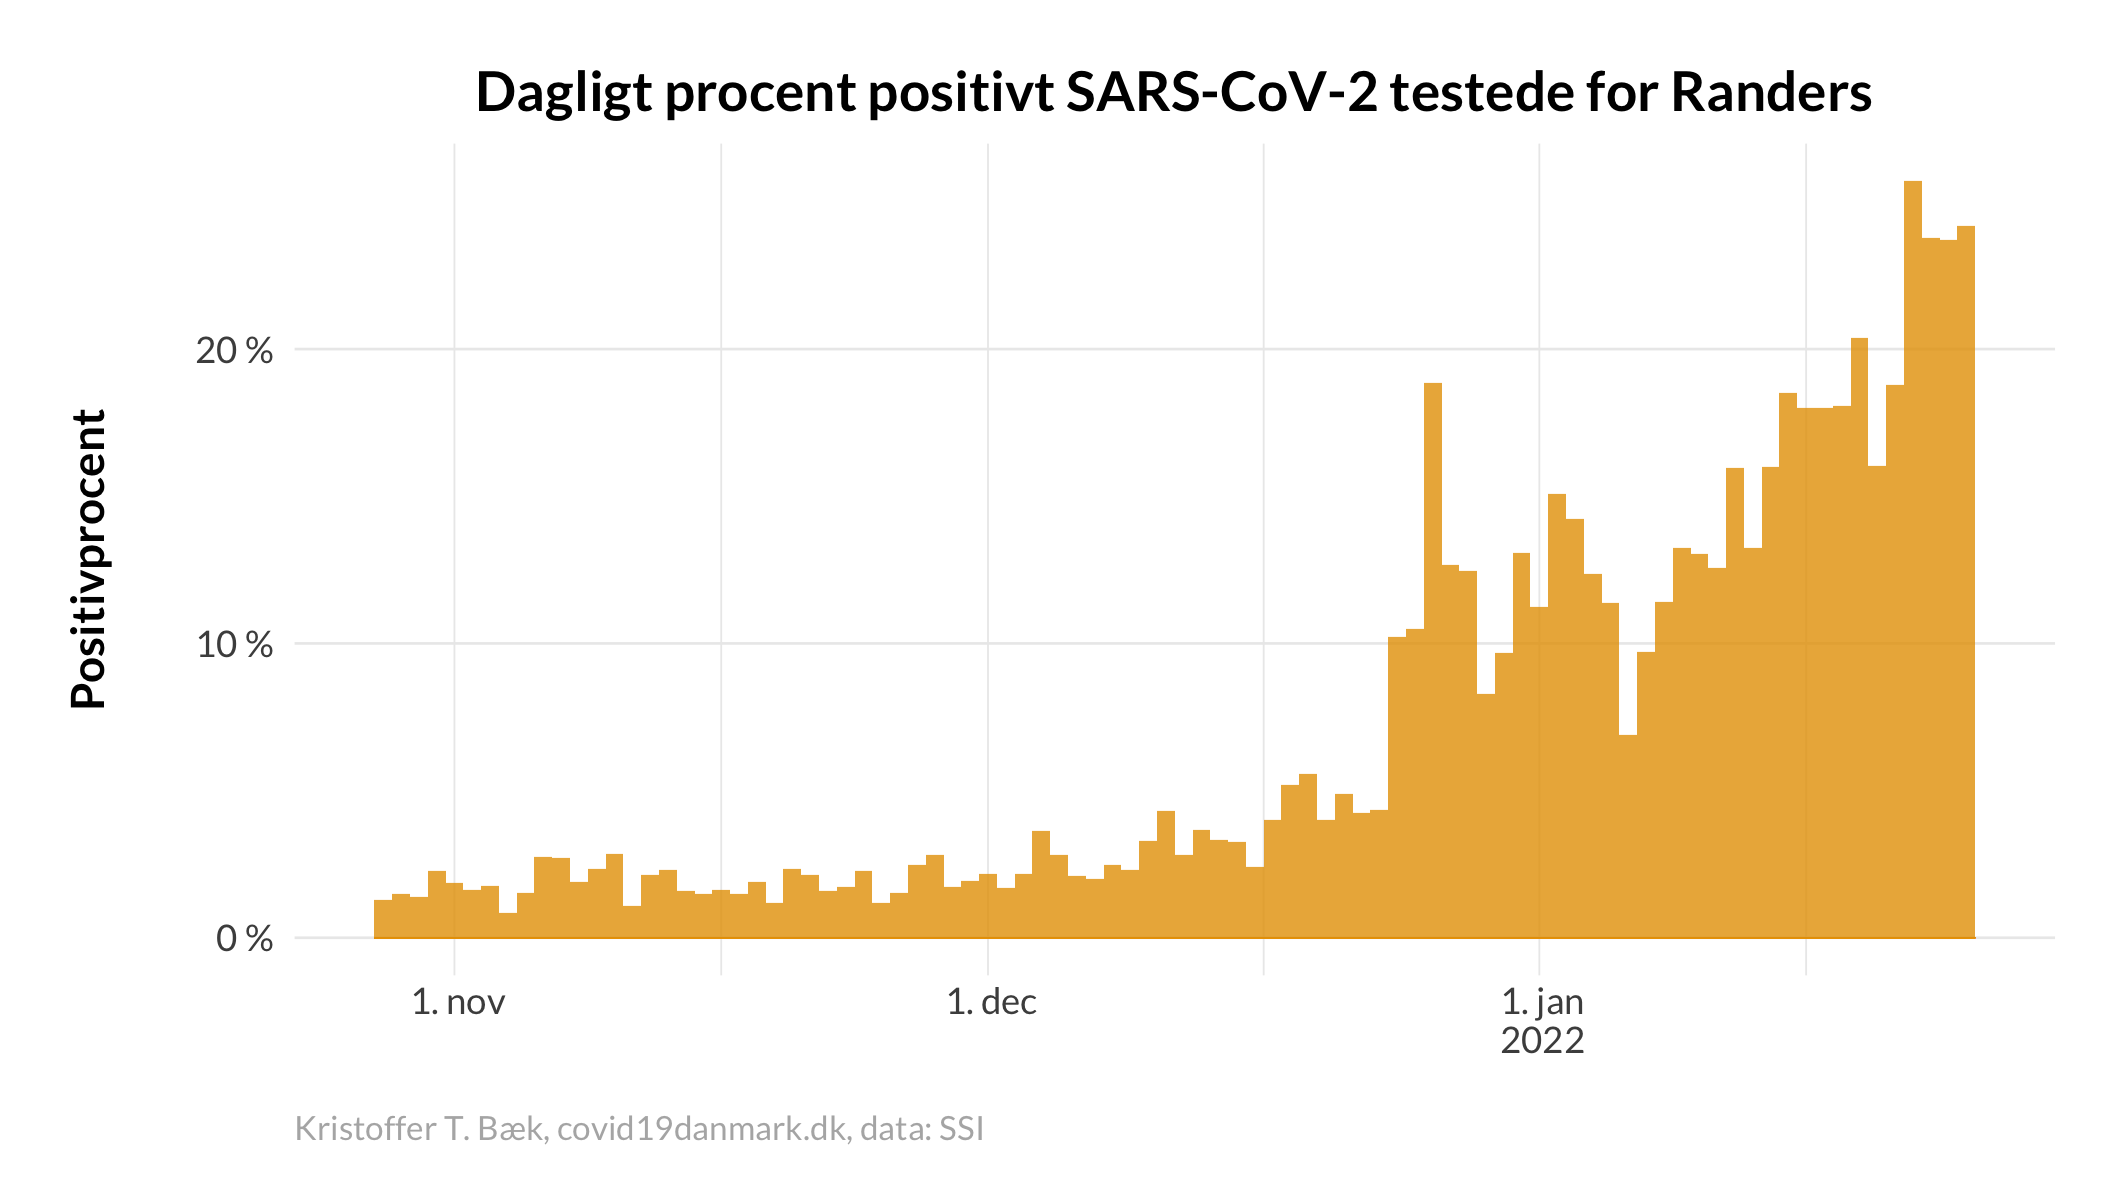 Dagligt procent positivt SARS-CoV-2 testede for Randers
Positivprocent
20 %
10 %
0 %
1. nov
1. dec
1. jan
2022
Kristoffer T. Bæk, covid19danmark.dk, data: SSI